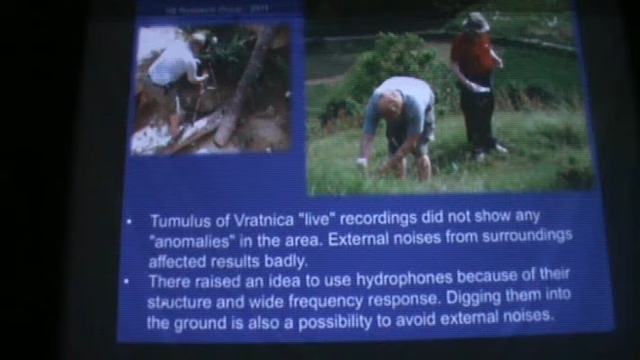 Tumulus of Vratnica "live" recordings did not show any
"anomalies" in the area. External noises from surroundings
affected results badly.
There raised an idea to use hydrophones because of their
structure and wide frequency response. Digging them into
the ground is also a possibility to avoid external noises.